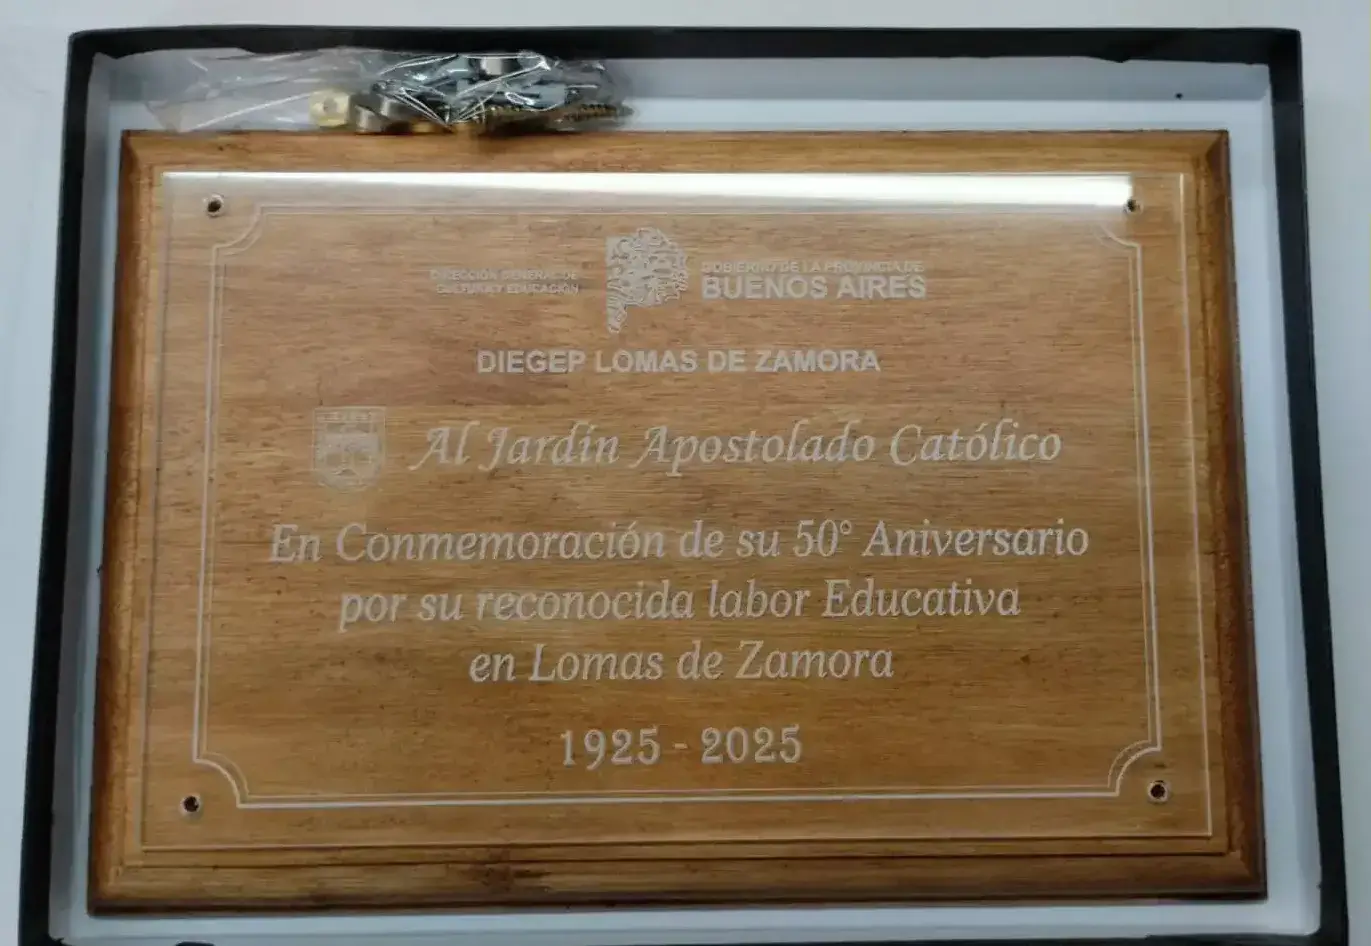 DIRECCIÓN GENERAL DE
CULTURA Y EDUCACIÓN
GOBIERNO DE LA PROVINCIA DE
BUENOS AIRES
DIEGEP LOMAS DE ZAMORA
Al Jardín Apostolado Católico
En Conmemoración de su 50° Aniversario
por su reconocida labor Educativa
en Lomas de Zamora
1925 - 2025